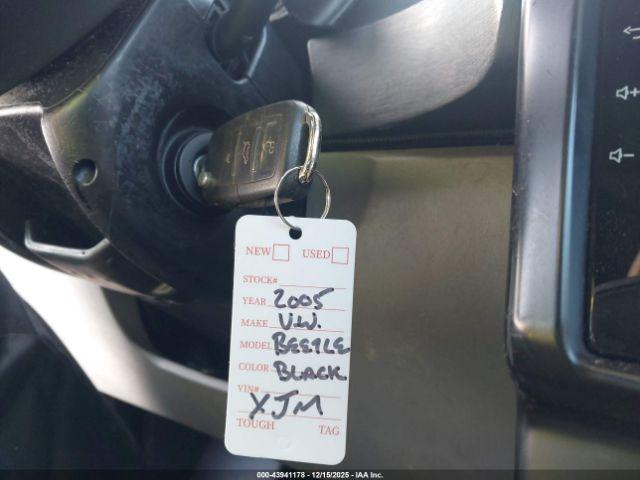 NEW USED
STOCK#
YEAR 2005
MAKE V.W.
MODEL BEETLE
COLOR BLACK
VIN#
XJM
TOUGH TAG
000-43941178 - 12/15/2025 - IAA Inc.